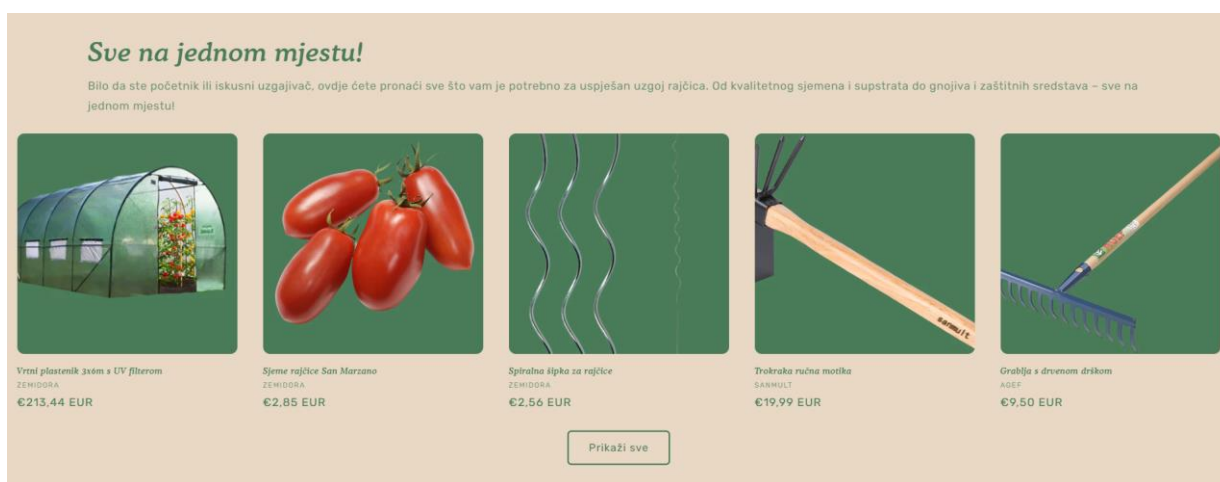 Sve na jednom mjestu!
Bilo da ste početnik ili iskusni uzgajivač, ovdje ćete pronaći sve što vam je potrebno za uspješan uzgoj rajčica. Od kvalitetnog sjemena i supstrata do gnojiva i zaštitnih sredstava – sve na
jednom mjestu!
sanmult
Vrtni plastenik 3x6m s UV filterom
ZEMIDORA
€213,44 EUR
Sjeme rajčice San Marzano
ZEMIDORA
€2,85 EUR
Spiralna šipka za rajčice
ZEMIDORA
€2,56 EUR
Trokraka ručna motika
SANMULT
€19,99 EUR
Grablja s drvenom drškom
AGEF
€9,50 EUR
Prikaži sve